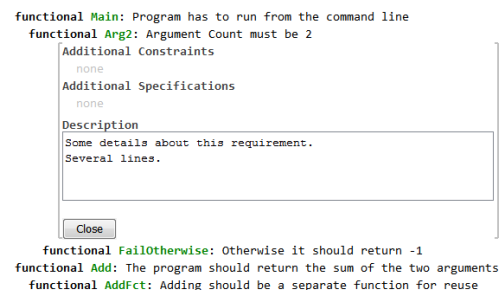 functional Main: Program has to run from the command line
functional Arg2: Argument Count must be 2
Additional Constraints
none
Additional Specifications
none
Description
Some details about this requirement.
Several lines.
Close
functional FailOtherwise: Otherwise it should return -1
functional Add: The program should return the sum of the two arguments
functional AddFct: Adding should be a separate function for reuse